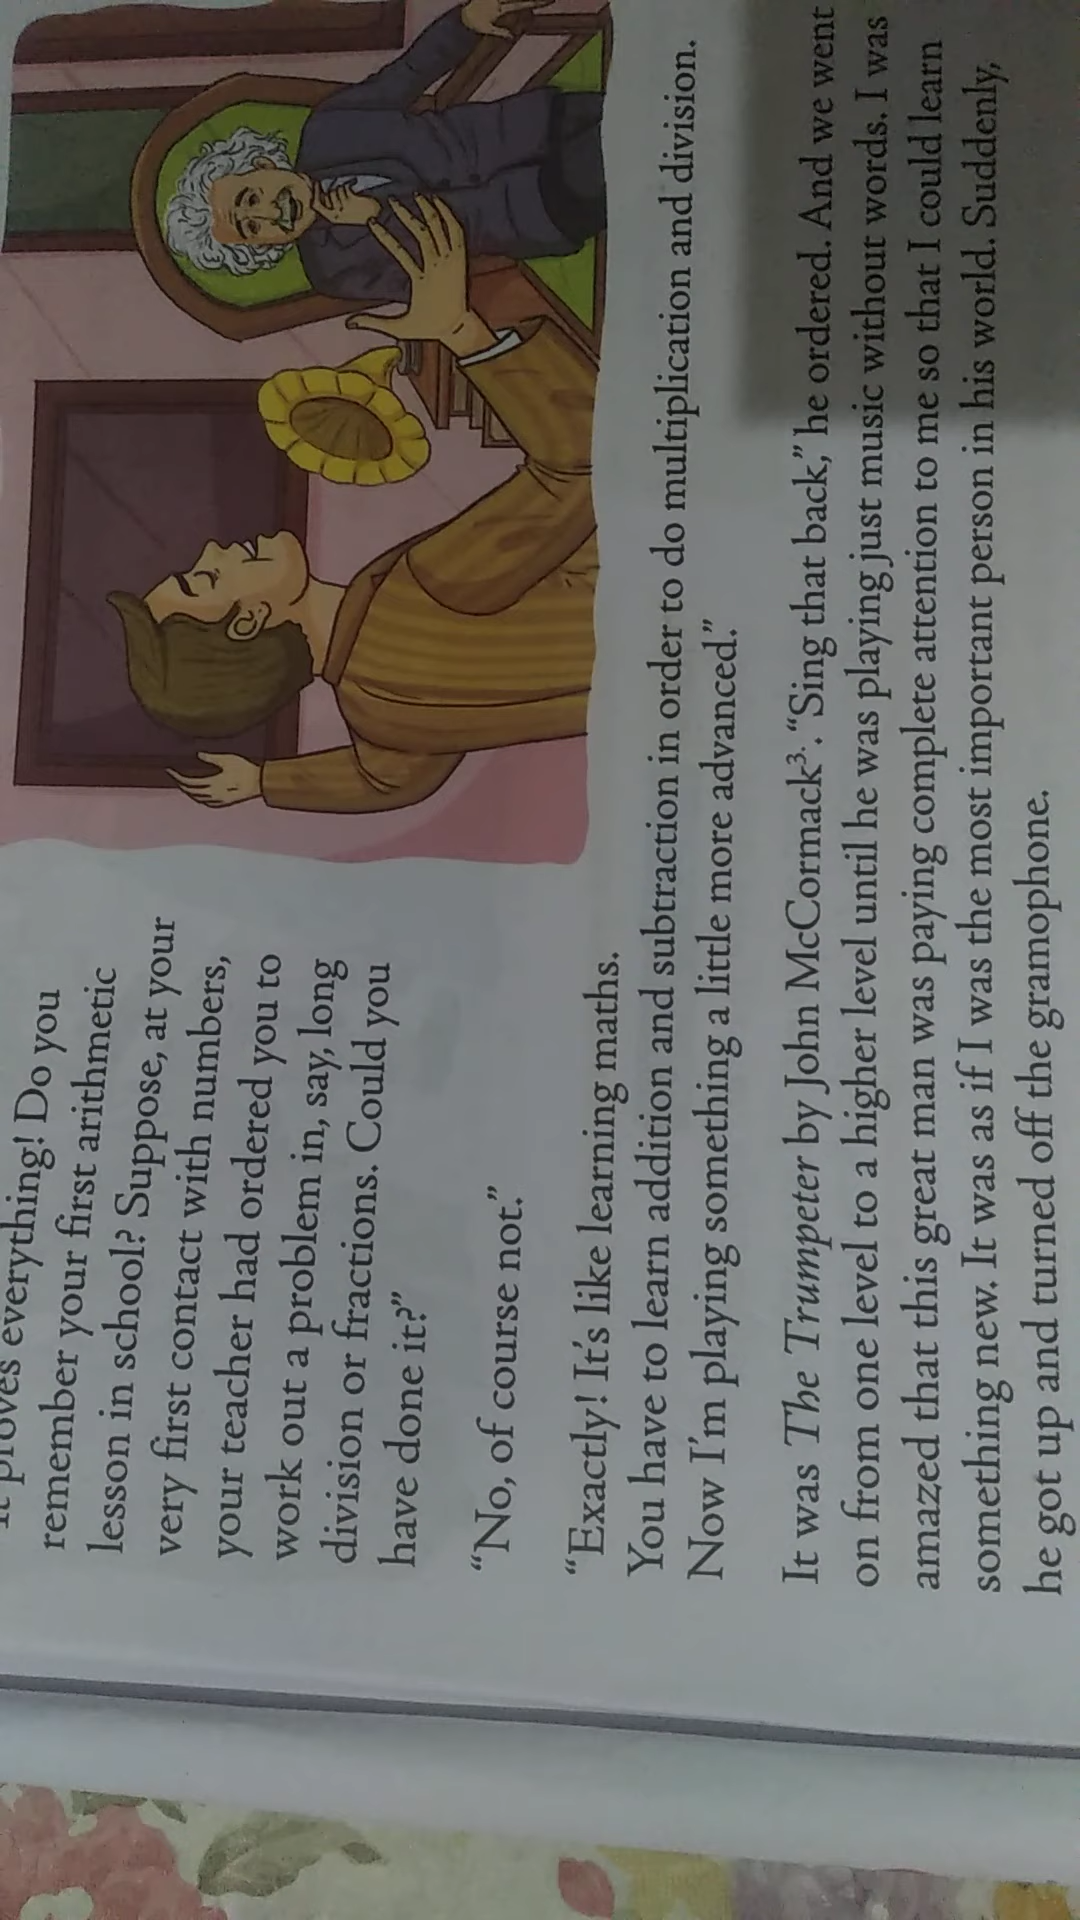 It proves everything! Do you
remember your first arithmetic
lesson in school? Suppose, at your
very first contact with numbers,
your teacher had ordered you to
work out a problem in, say, long
division or fractions. Could you
have done it?”
“No, of course not.”
“Exactly! It's like learning maths.
You have to learn addition and subtraction in order to do multiplication and division.
Now I'm playing something a little more advanced.”
It was The Trumpeter by John McCormack³. “Sing that back,” he ordered. And we went
on from one level to a higher level until he was playing just music without words. I was
amazed that this great man was paying complete attention to me so that I could learn
something new. It was as if I was the most important person in his world. Suddenly,
he got up and turned off the gramophone.